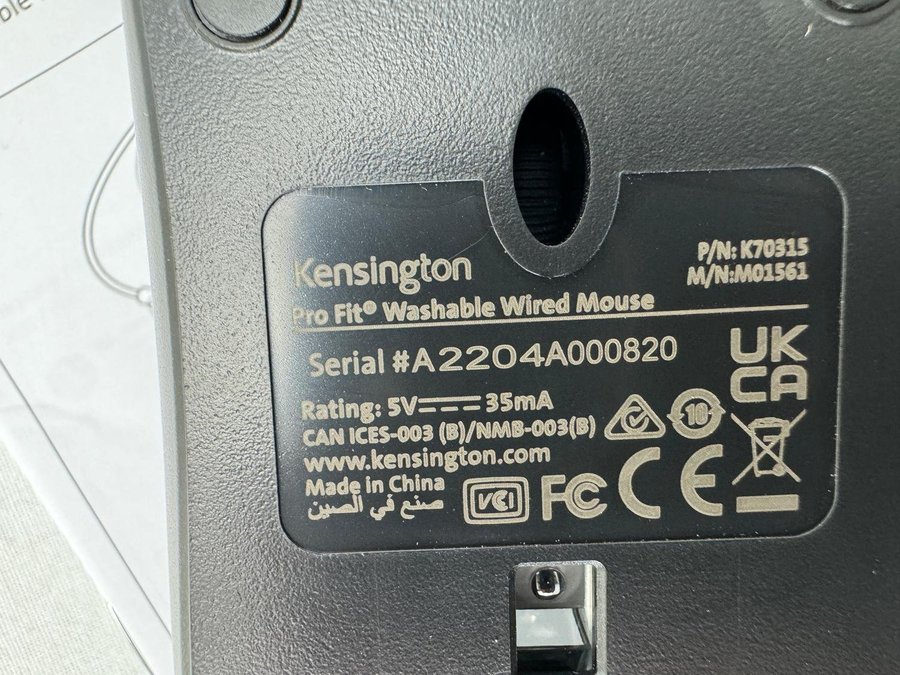 Kensington
P/N: K70315
M/N:M01561
Pro Fit® Washable Wired Mouse
Serial #A2204A000820
UK
CA
Rating: 5V 35mA
10
CAN ICES-003 (B)/NMB-003(B)
www.kensington.com
Made in China
صنع في الصين
VCI
FC
CE